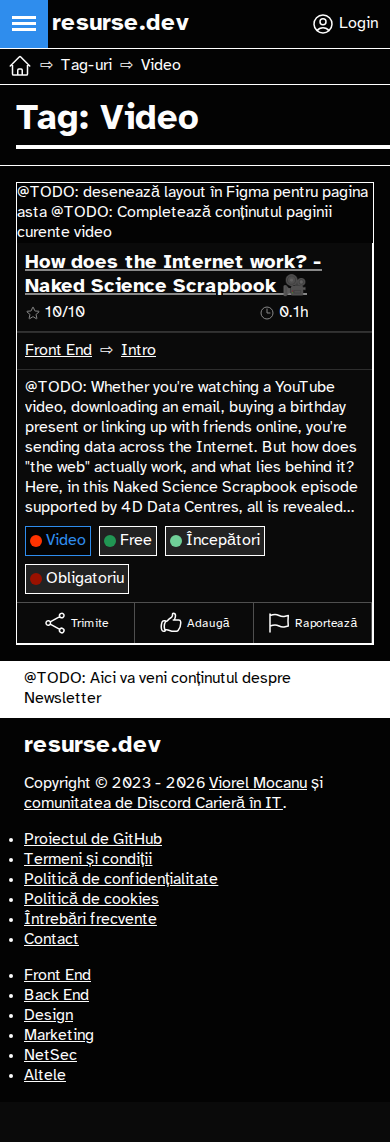 resurse.dev
Login
⇨ Tag-uri ⇨ Video
Tag: Video
@TODO: desenează layout în Figma pentru pagina
asta @TODO: Completează conținutul paginii
curente video
How does the Internet work? -
Naked Science Scrapbook 🎥
10/10
0.1h
Front End ⇨ Intro
@TODO: Whether you're watching a YouTube
video, downloading an email, buying a birthday
present or linking up with friends online, you're
sending data across the Internet. But how does
"the web" actually work, and what lies behind it?
Here, in this Naked Science Scrapbook episode
supported by 4D Data Centres, all is revealed...
Video
Free
Începători
Obligatoriu
Trimite
Adaugă
Raportează
@TODO: Aici va veni conținutul despre
Newsletter
resurse.dev
Copyright © 2023 - 2026 Viorel Mocanu și
comunitatea de Discord Carieră în IT.
Proiectul de GitHub
Termeni și condiții
Politică de confidențialitate
Politică de cookies
Întrebări frecvente
Contact
Front End
Back End
Design
Marketing
NetSec
Altele